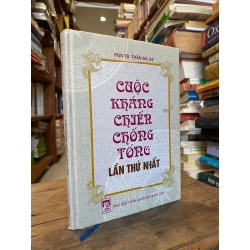 PGS.TS. TRẦN BÁ CHÍ
CUỘC
KHÁNG
CHIẾN
CHỐNG
TỐNG
LẦN THỨ NHẤT